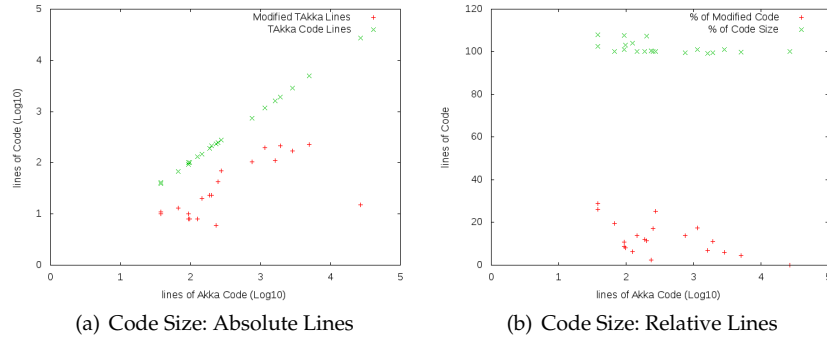 Modified TAkka Lines +
TAkka Code Lines ×
lines of Code (Log10)
5
4
3
2
1
0
0 1 2 3 4 5
lines of Akka Code (Log10)
(a) Code Size: Absolute Lines
% of Modified Code +
% of Code Size ×
lines of Code
120
100
80
60
40
20
0
0 1 2 3 4 5
lines of Akka Code (Log10)
(b) Code Size: Relative Lines